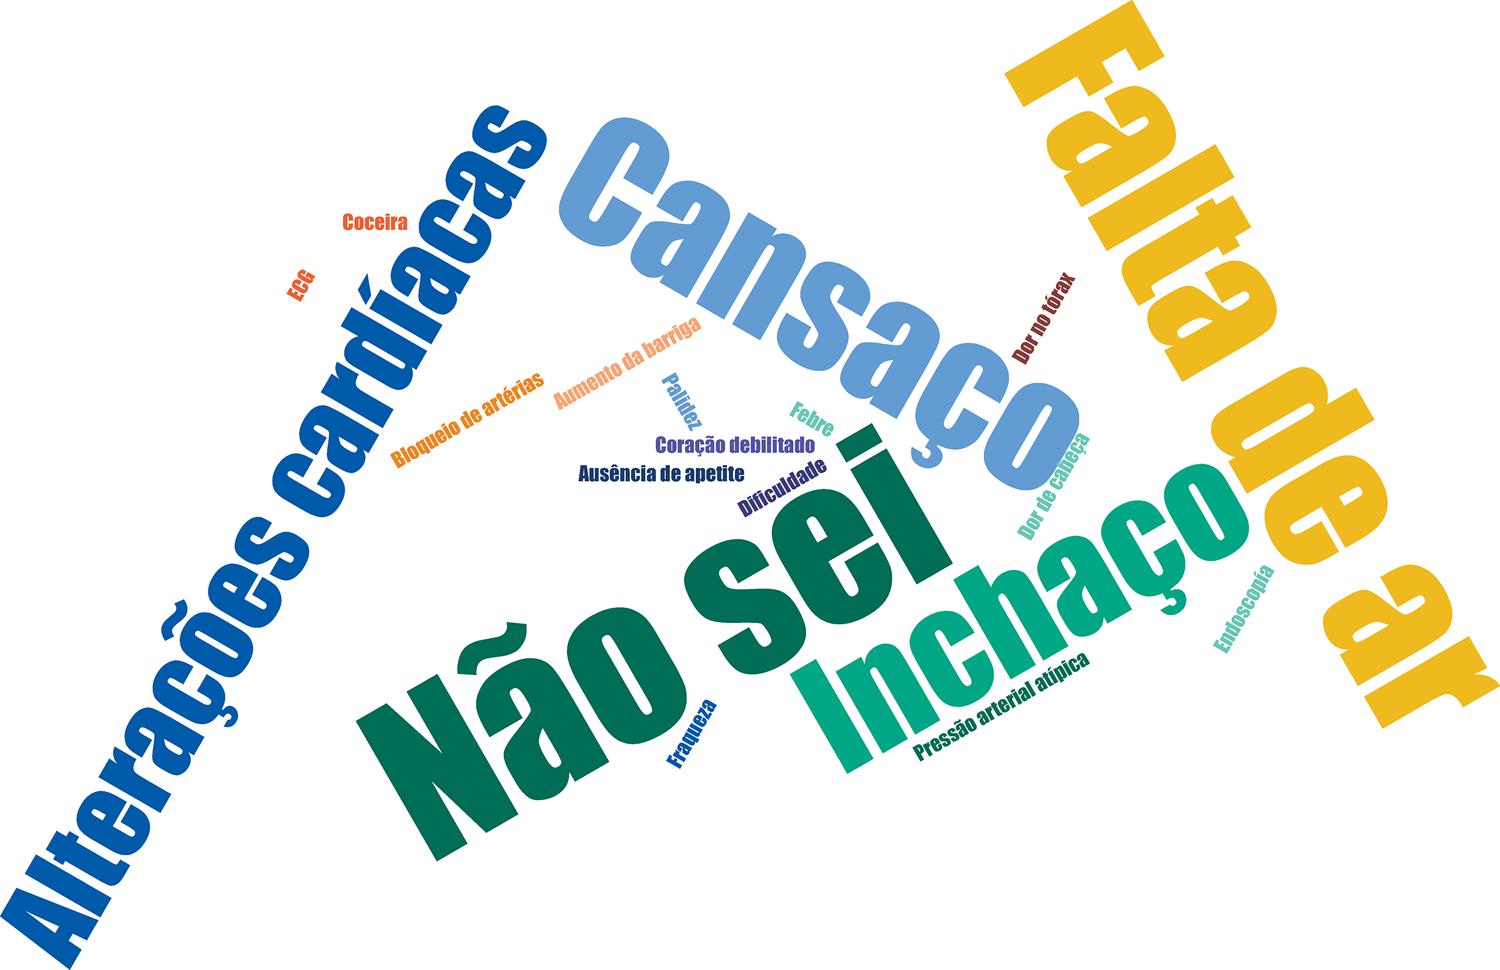 Alterações cardíacas
Cansaço
Falta de ar
Coceira
ECG
Dor no tórax
Aumento da barriga
Bloqueio de artérias
Palidez
Febre
Coração debilitado
Ausência de apetite
Dificuldade
Dor de cabeça
Não sei
Inchaço
Endoscopía
Pressão arterial atípica
Fraqueza